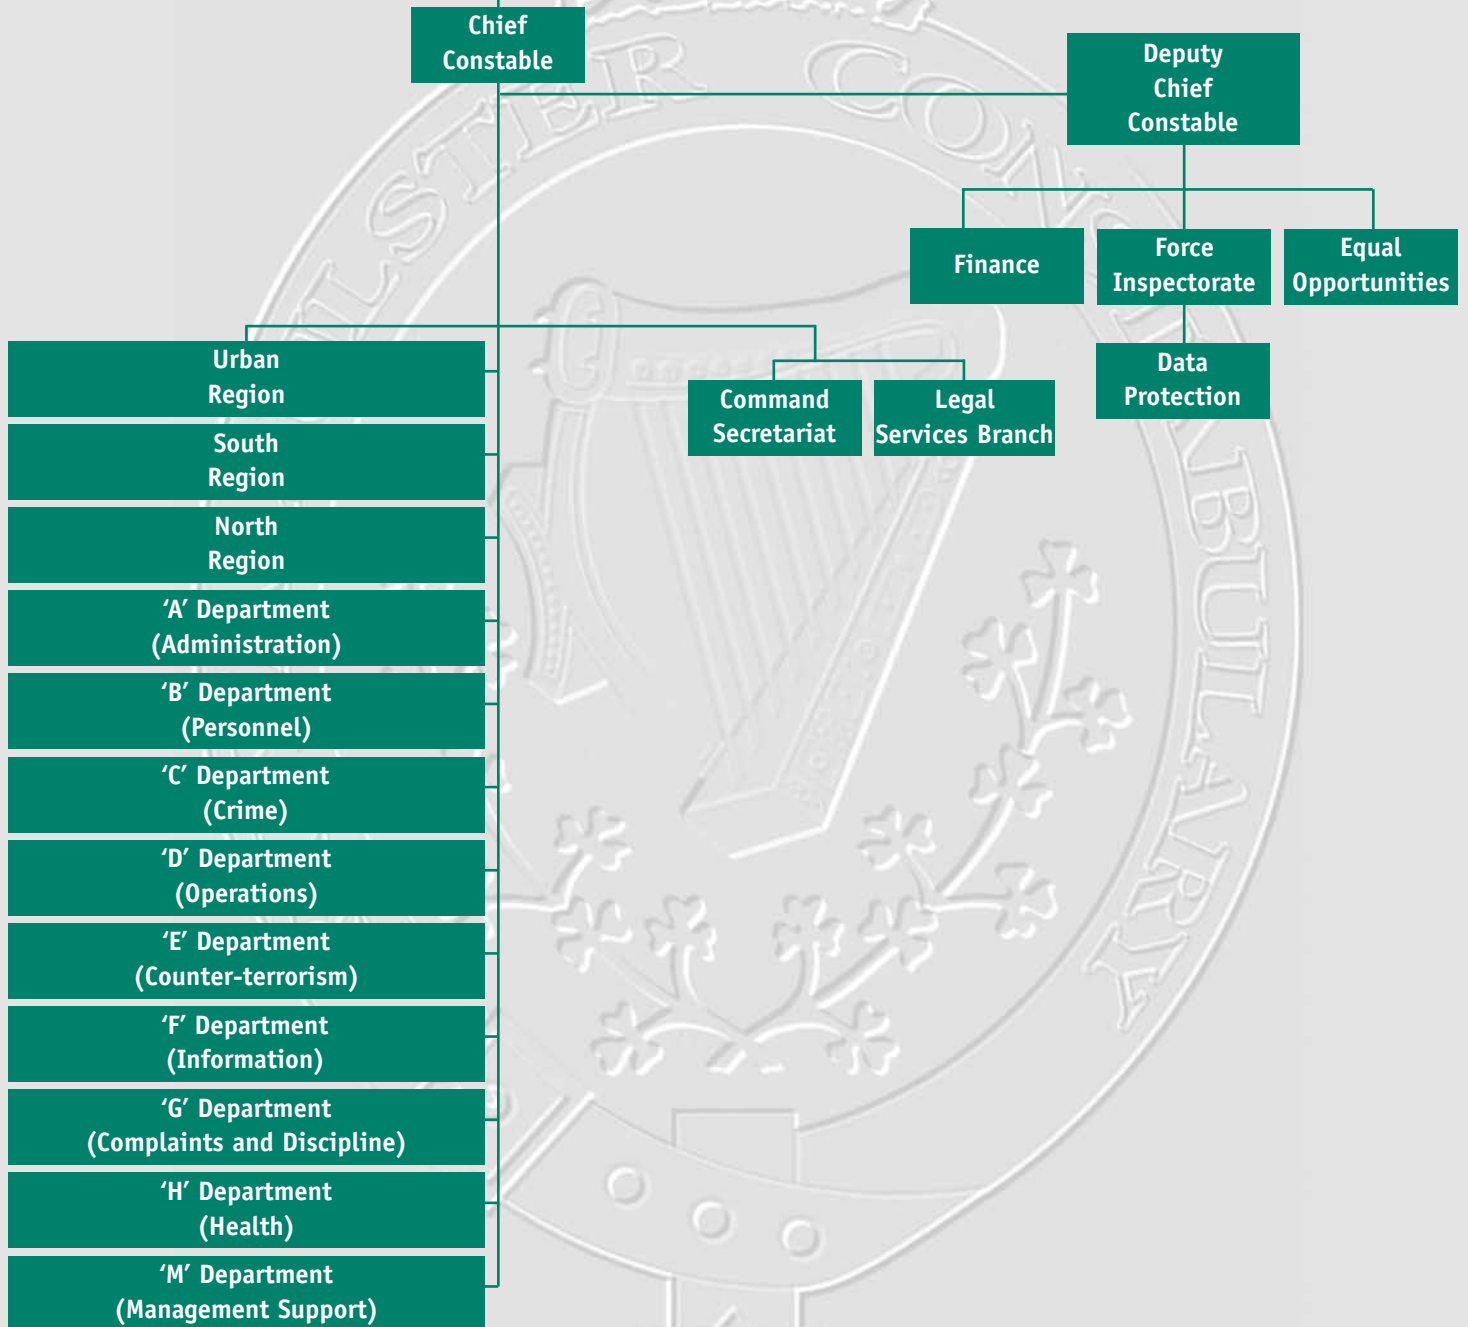 Chief
Constable
Deputy
Chief
Constable
Finance
Force
Inspectorate
Equal
Opportunities
Data
Protection
Command
Secretariat
Legal
Services Branch
Urban
Region
South
Region
North
Region
‘A’ Department
(Administration)
‘B’ Department
(Personnel)
‘C’ Department
(Crime)
‘D’ Department
(Operations)
‘E’ Department
(Counter-terrorism)
‘F’ Department
(Information)
‘G’ Department
(Complaints and Discipline)
‘H’ Department
(Health)
‘M’ Department
(Management Support)
ULSTER CONSTABULARY